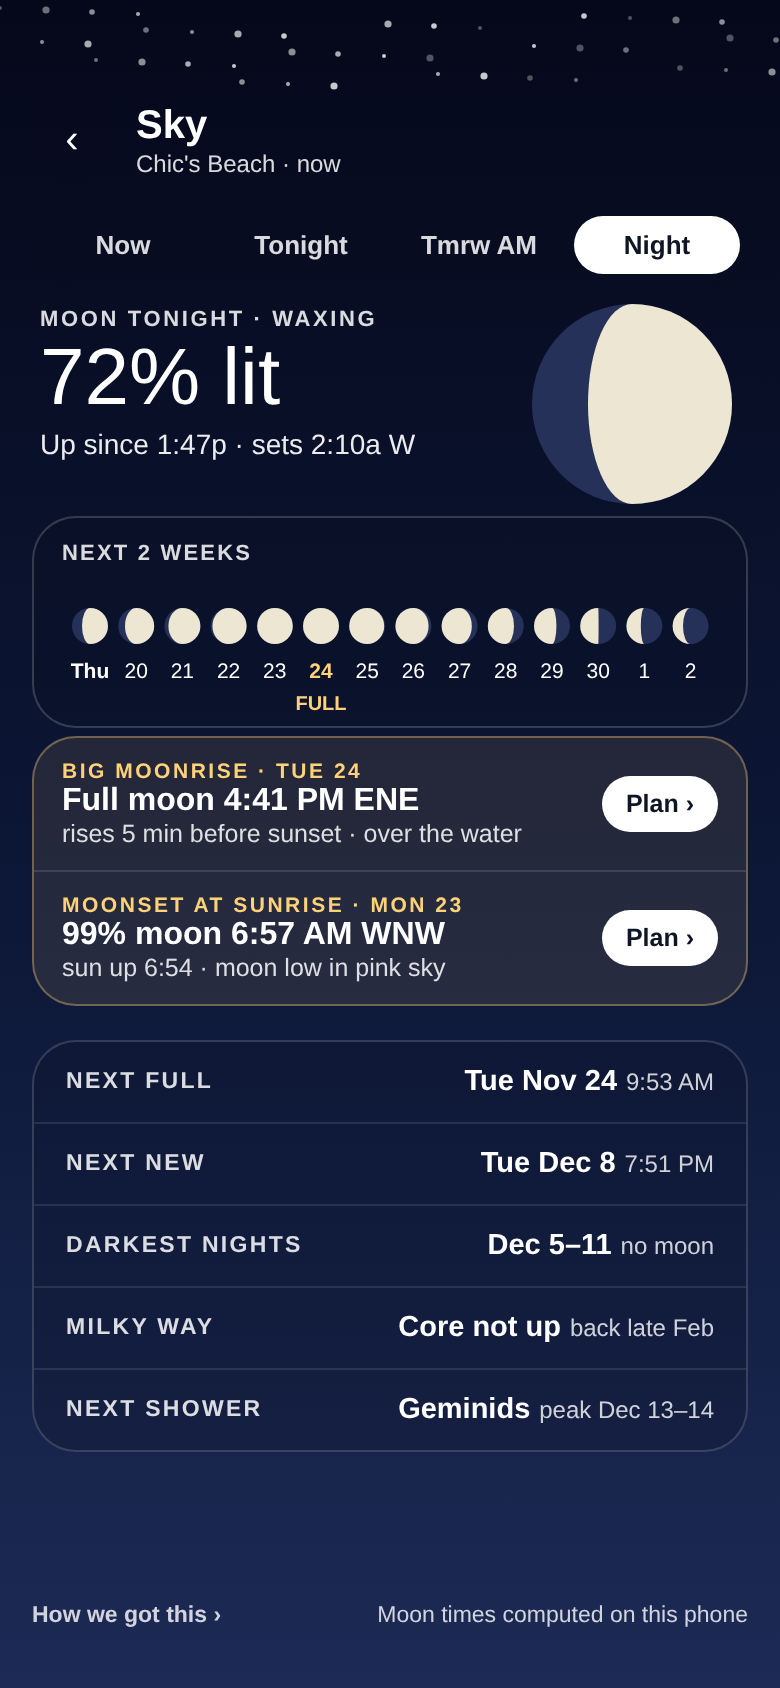 ‹
Sky
Chic's Beach · now
Now Tonight Tmrw AM Night
MOON TONIGHT · WAXING
72% lit
Up since 1:47p · sets 2:10a W
NEXT 2 WEEKS
Thu 20 21 22 23 24 25 26 27 28 29 30 1 2
FULL
BIG MOONRISE · TUE 24
Full moon 4:41 PM ENE
rises 5 min before sunset · over the water
Plan ›
MOONSET AT SUNRISE · MON 23
99% moon 6:57 AM WNW
sun up 6:54 · moon low in pink sky
Plan ›
NEXT FULL Tue Nov 24 9:53 AM
NEXT NEW Tue Dec 8 7:51 PM
DARKEST NIGHTS Dec 5–11 no moon
MILKY WAY Core not up back late Feb
NEXT SHOWER Geminids peak Dec 13–14
How we got this › Moon times computed on this phone